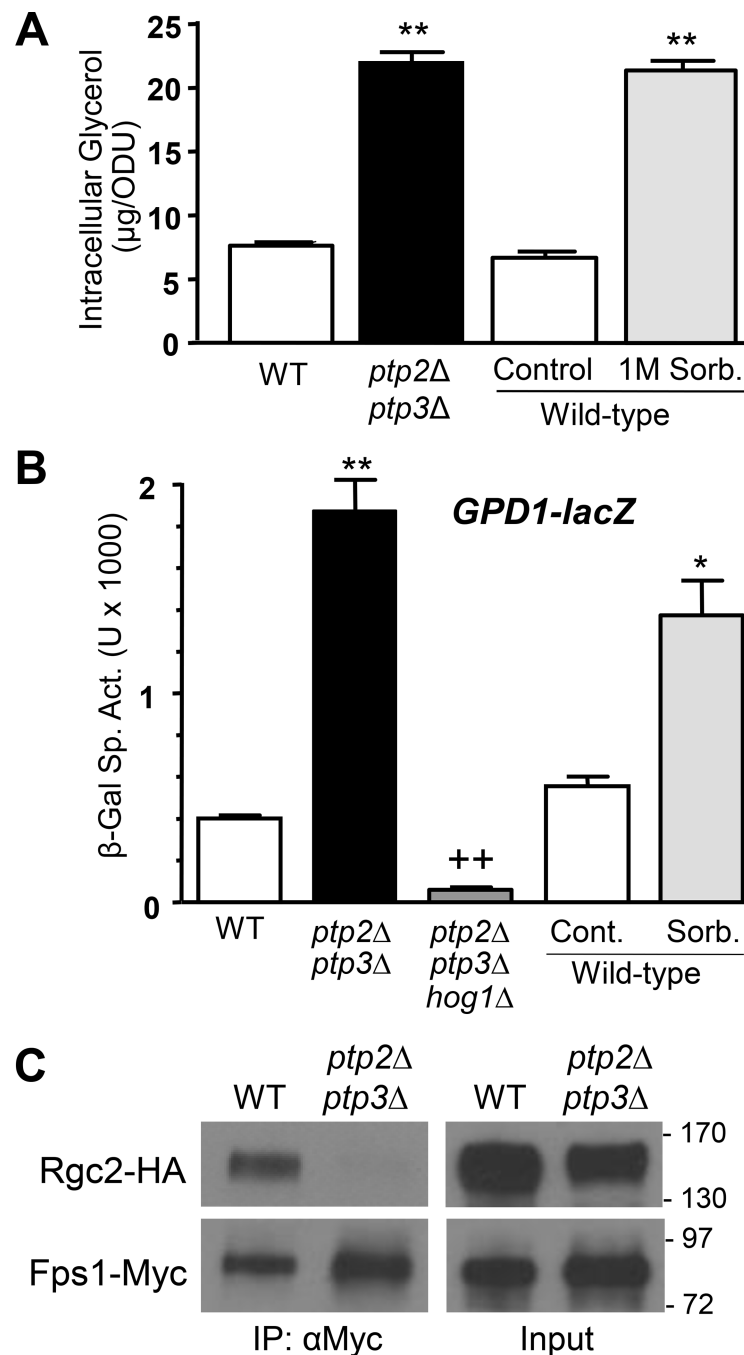 A
Intracellular Glycerol
(µg/ODU)
25
20
15
10
5
0
**
**
WT
ptp2Δ
ptp3Δ
Control
1M Sorb.
Wild-type
B
β-Gal Sp. Act. (U x 1000)
2
1
0
GPD1-lacZ
**
++
*
WT
ptp2Δ
ptp3Δ
ptp2Δ
ptp3Δ
hog1Δ
Cont.
Sorb.
Wild-type
C
WT
ptp2Δ
ptp3Δ
WT
ptp2Δ
ptp3Δ
Rgc2-HA
- 170
- 130
Fps1-Myc
- 97
- 72
IP: αMyc
Input